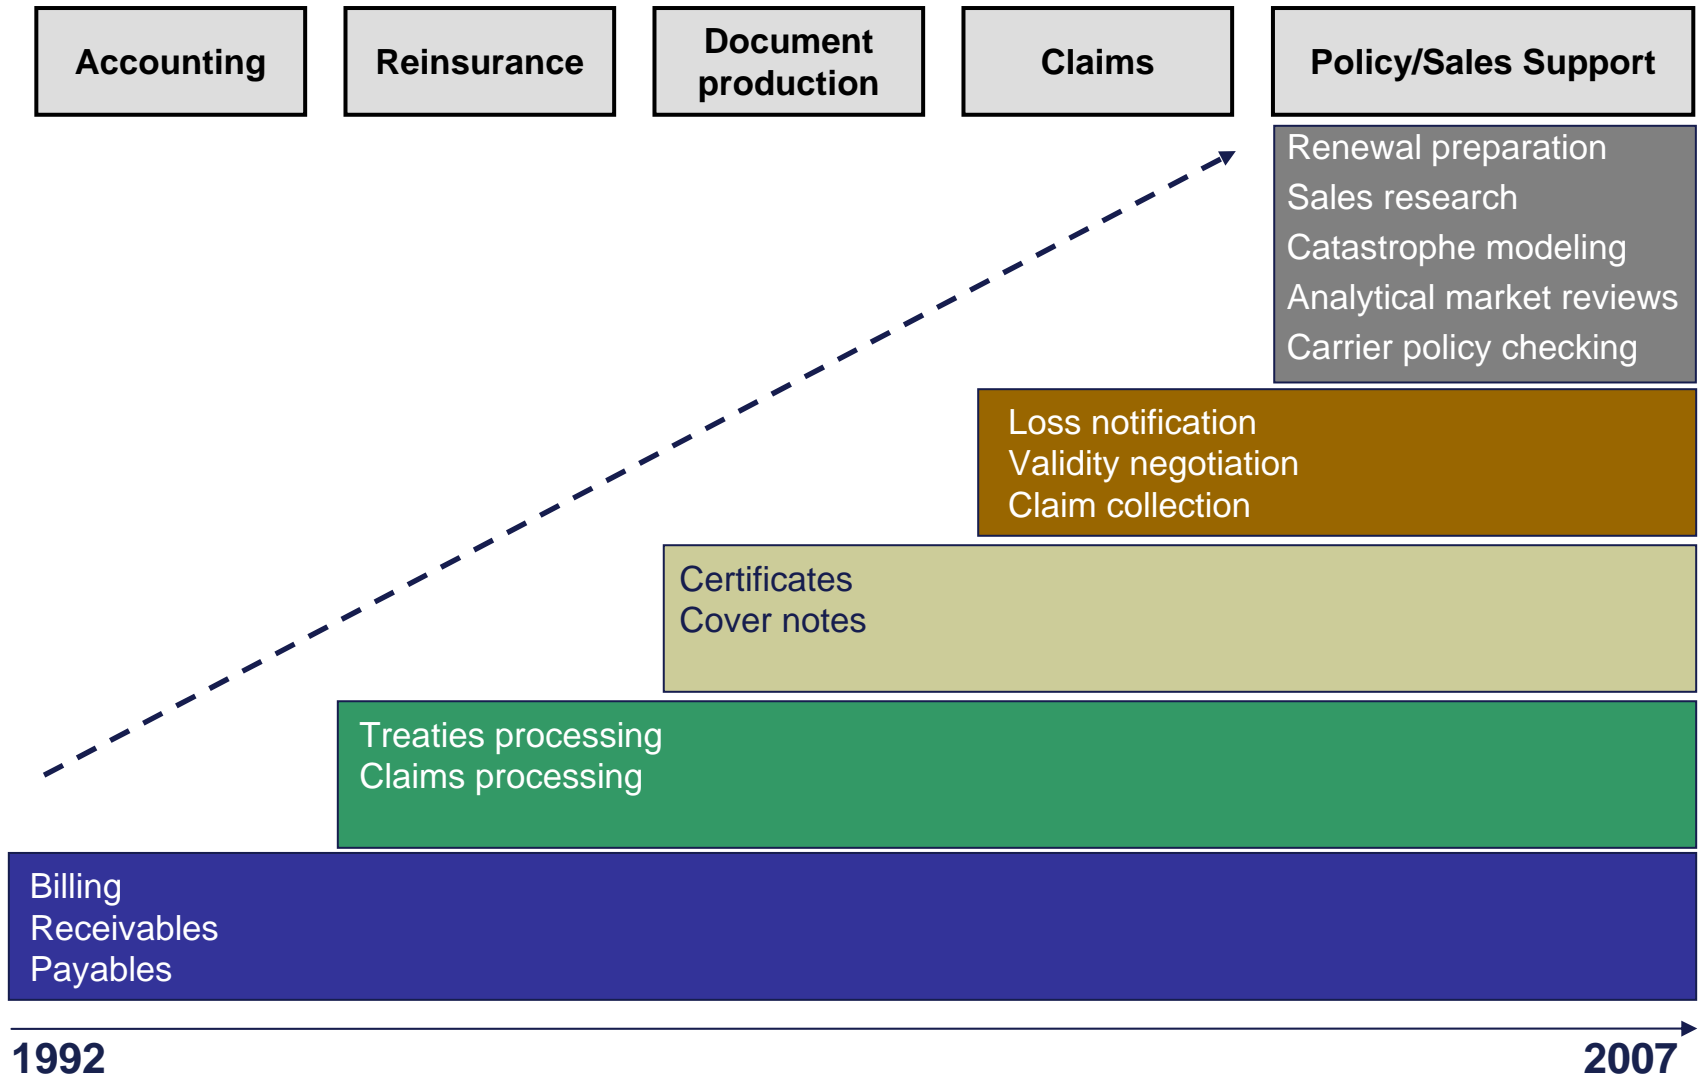 Accounting
Reinsurance
Document
production
Claims
Policy/Sales Support
Renewal preparation
Sales research
Catastrophe modeling
Analytical market reviews
Carrier policy checking
Loss notification
Validity negotiation
Claim collection
Certificates
Cover notes
Treaties processing
Claims processing
Billing
Receivables
Payables
1992
2007